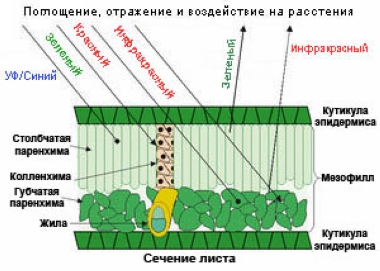 Поглощение, отражение и воздействие на расстения
УФ/Синий
Зеленый
Красный
Инфракрасный
Зеленый
Инфракрасный
Кутикула
эпидермиса
Столбчатая
паренхима
Колленхима
Губчатая
паренхима
Жила
Мезофилл
Кутикула
эпидермиса
Сечение листа